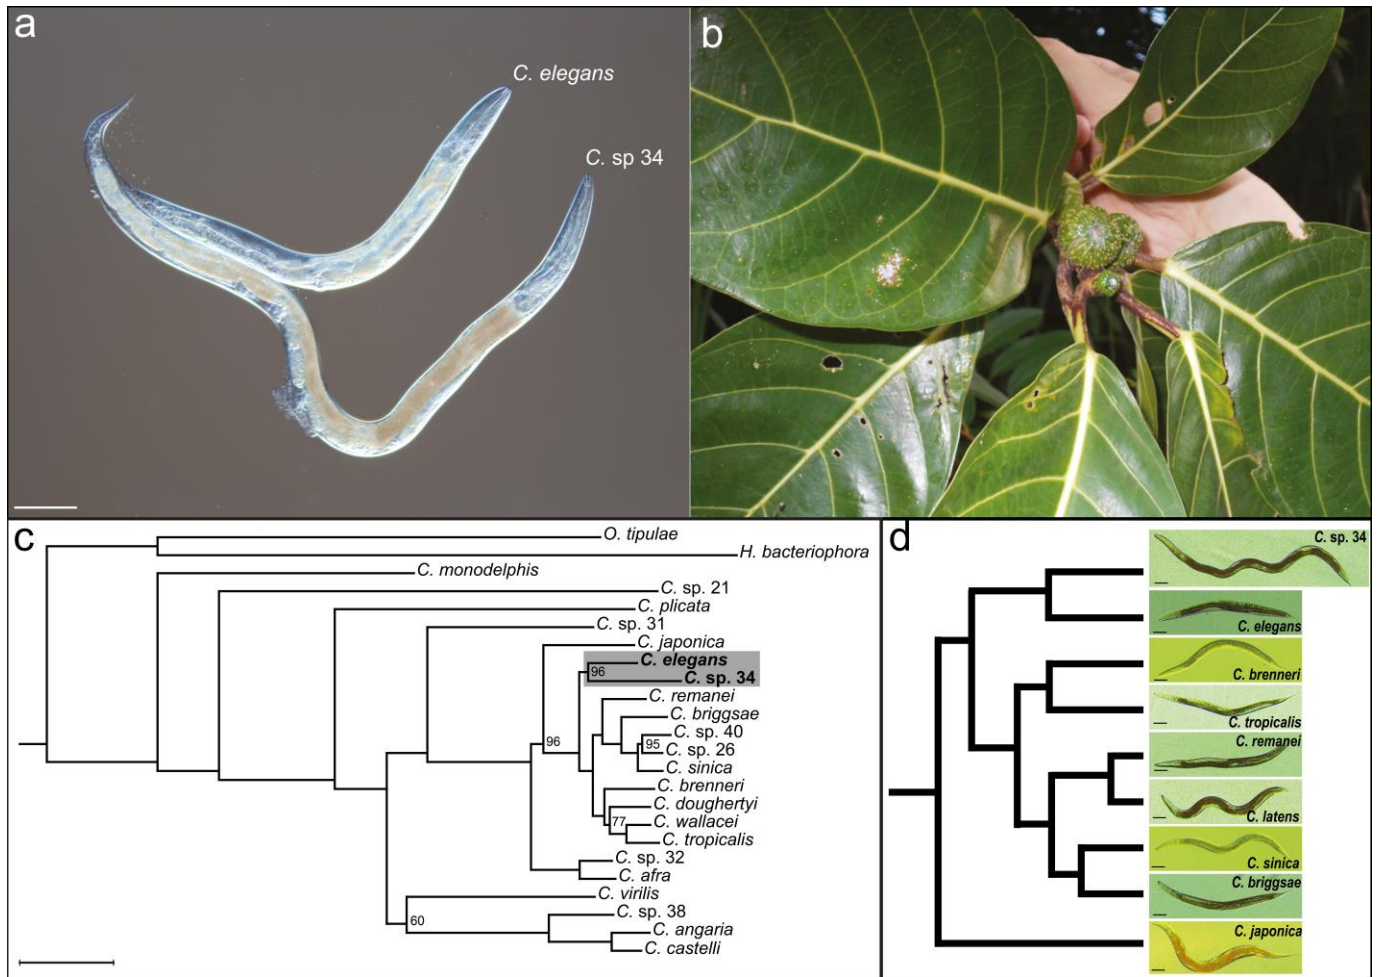 a
C. elegans
C. sp 34
b
c
O. tipulae
H. bacteriophora
C. monodelphis
C. sp. 21
C. plicata
C. sp. 31
C. japonica
C. elegans
96
C. sp. 34
C. remanei
C. briggsae
C. sp. 40
95
C. sp. 26
96
C. sinica
C. brenneri
C. doughertyi
77
C. wallacei
C. tropicalis
C. sp. 32
C. afra
C. virilis
60
C. sp. 38
C. angaria
C. castelli
d
C. sp. 34
C. elegans
C. brenneri
C. tropicalis
C. remanei
C. latens
C. sinica
C. briggsae
C. japonica